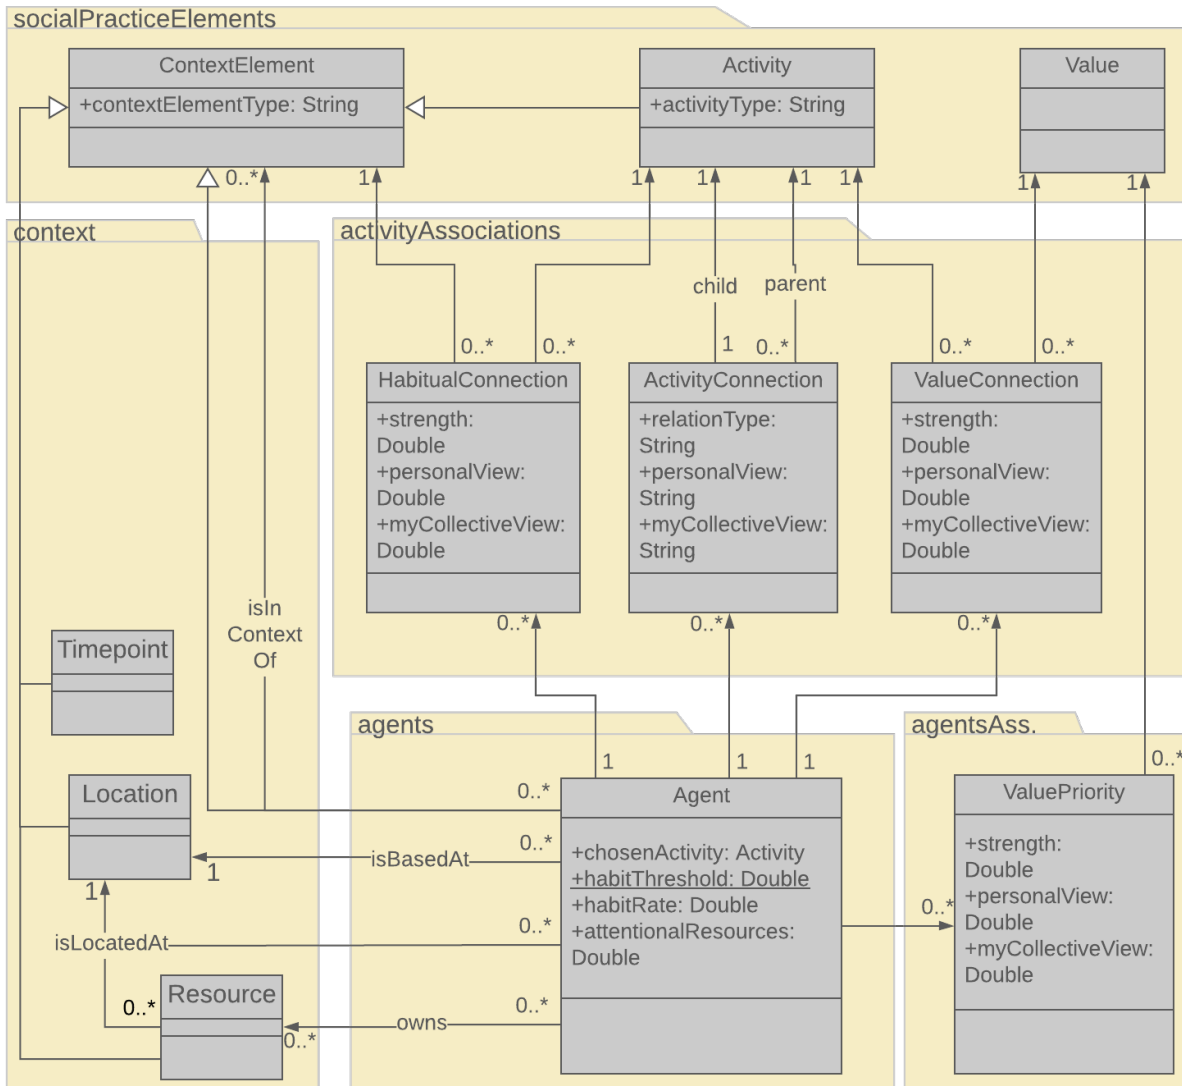 socialPracticeElements
ContextElement
+contextElementType: String
Activity
+activityType: String
Value
0..*
1
1
1
1
1
1
1
context
activityAssociations
child
parent
0..*
0..*
1
0..*
0..*
0..*
HabitualConnection
+strength:
Double
+personalView:
Double
+myCollectiveView:
Double
ActivityConnection
+relationType:
String
+personalView:
String
+myCollectiveView:
String
ValueConnection
+strength:
Double
+personalView:
Double
+myCollectiveView:
Double
isIn
Context
Of
0..*
0..*
0..*
Timepoint
Location
1
1
isLocatedAt
0..*
Resource
0..*
agents
1
1
1
0..*
0..*
isBasedAt
0..*
0..*
owns
Agent
+chosenActivity: Activity
+habitThreshold: Double
+habitRate: Double
+attentionalResources:
Double
agentsAss.
0..*
0..*
ValuePriority
+strength:
Double
+personalView:
Double
+myCollectiveView:
Double